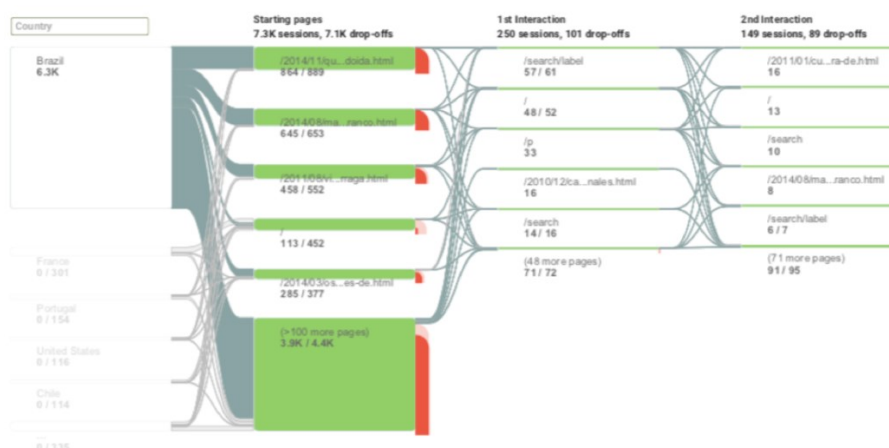 Country
Brazil
6.3K
France
0 / 301
Portugal
0 / 154
United States
0 / 116
Chile
0 / 114
...
0 / 335
Starting pages
7.3K sessions, 7.1K drop-offs
/2014/11/qu...doida.html
864 / 889
/2014/08/ma...ranco.html
645 / 653
/2011/08/vi...maga.html
458 / 552
/
113 / 452
/2014/03/os...es-de.html
285 / 377
(>100 more pages)
3.9K / 4.4K
1st Interaction
250 sessions, 101 drop-offs
/search/label
57 / 61
/
48 / 52
/p
33
/2010/12/ca...nales.html
16
/search
14 / 16
(48 more pages)
71 / 72
2nd Interaction
149 sessions, 89 drop-offs
/2011/01/cu...ra-de.html
16
/
13
/search
10
/2014/08/ma...ranco.html
8
/search/label
6 / 7
(71 more pages)
91 / 95